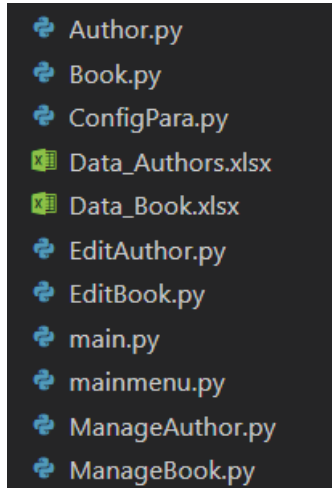 Author.py
Book.py
ConfigPara.py
Data_Authors.xlsx
Data_Book.xlsx
EditAuthor.py
EditBook.py
main.py
mainmenu.py
ManageAuthor.py
ManageBook.py